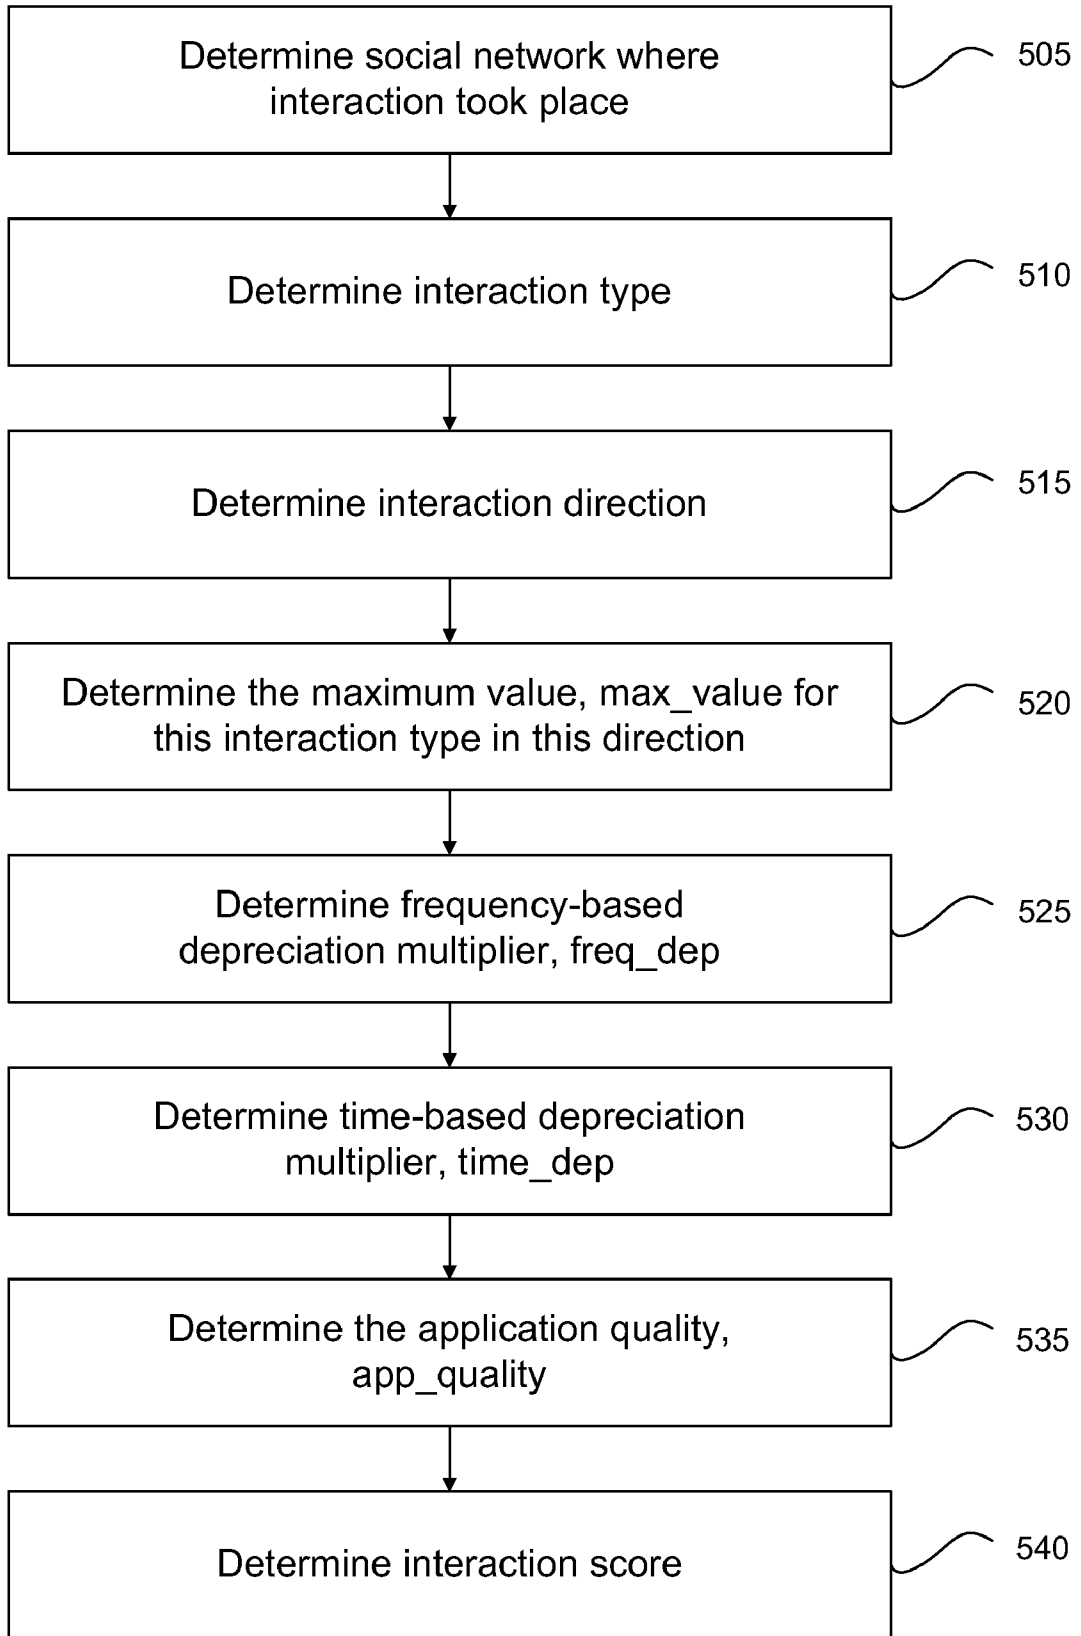 Determine social network where
interaction took place
505
Determine interaction type
510
Determine interaction direction
515
Determine the maximum value, max_value for
this interaction type in this direction
520
Determine frequency-based
depreciation multiplier, freq_dep
525
Determine time-based depreciation
multiplier, time_dep
530
Determine the application quality,
app_quality
535
Determine interaction score
540